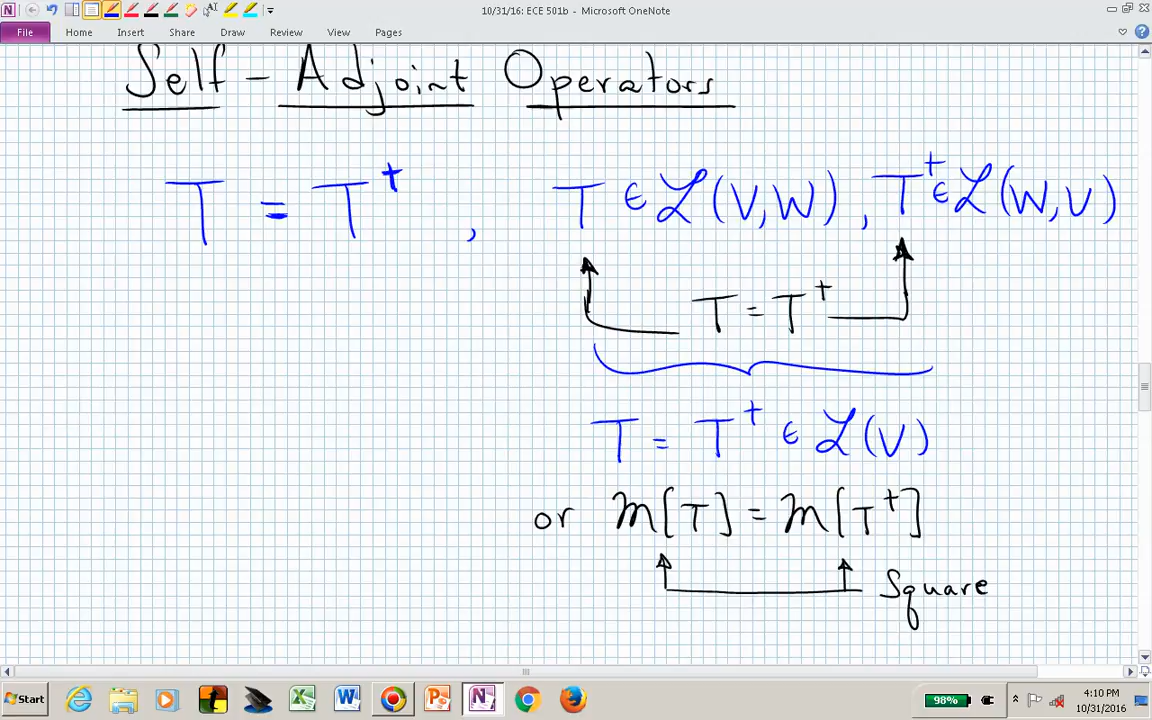 10/31/16: ECE 501b - Microsoft OneNote
File Home Insert Share Draw Review View Pages
Self - Adjoint Operators
T = T† , T ∈ ℒ(V,W), T† ∈ ℒ(W,V)
T = T†
T = T† ∈ ℒ(V)
or m[T] = m[T†]
Square
Start
98%
4:10 PM
10/31/2016